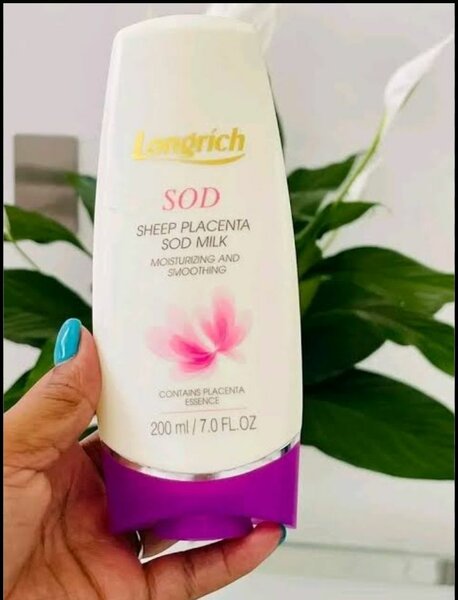 Longrich
SOD
SHEEP PLACENTA
SOD MILK
MOISTURIZING AND
SMOOTHING
CONTAINS PLACENTA
ESSENCE
200 ml / 7.0 FL.OZ